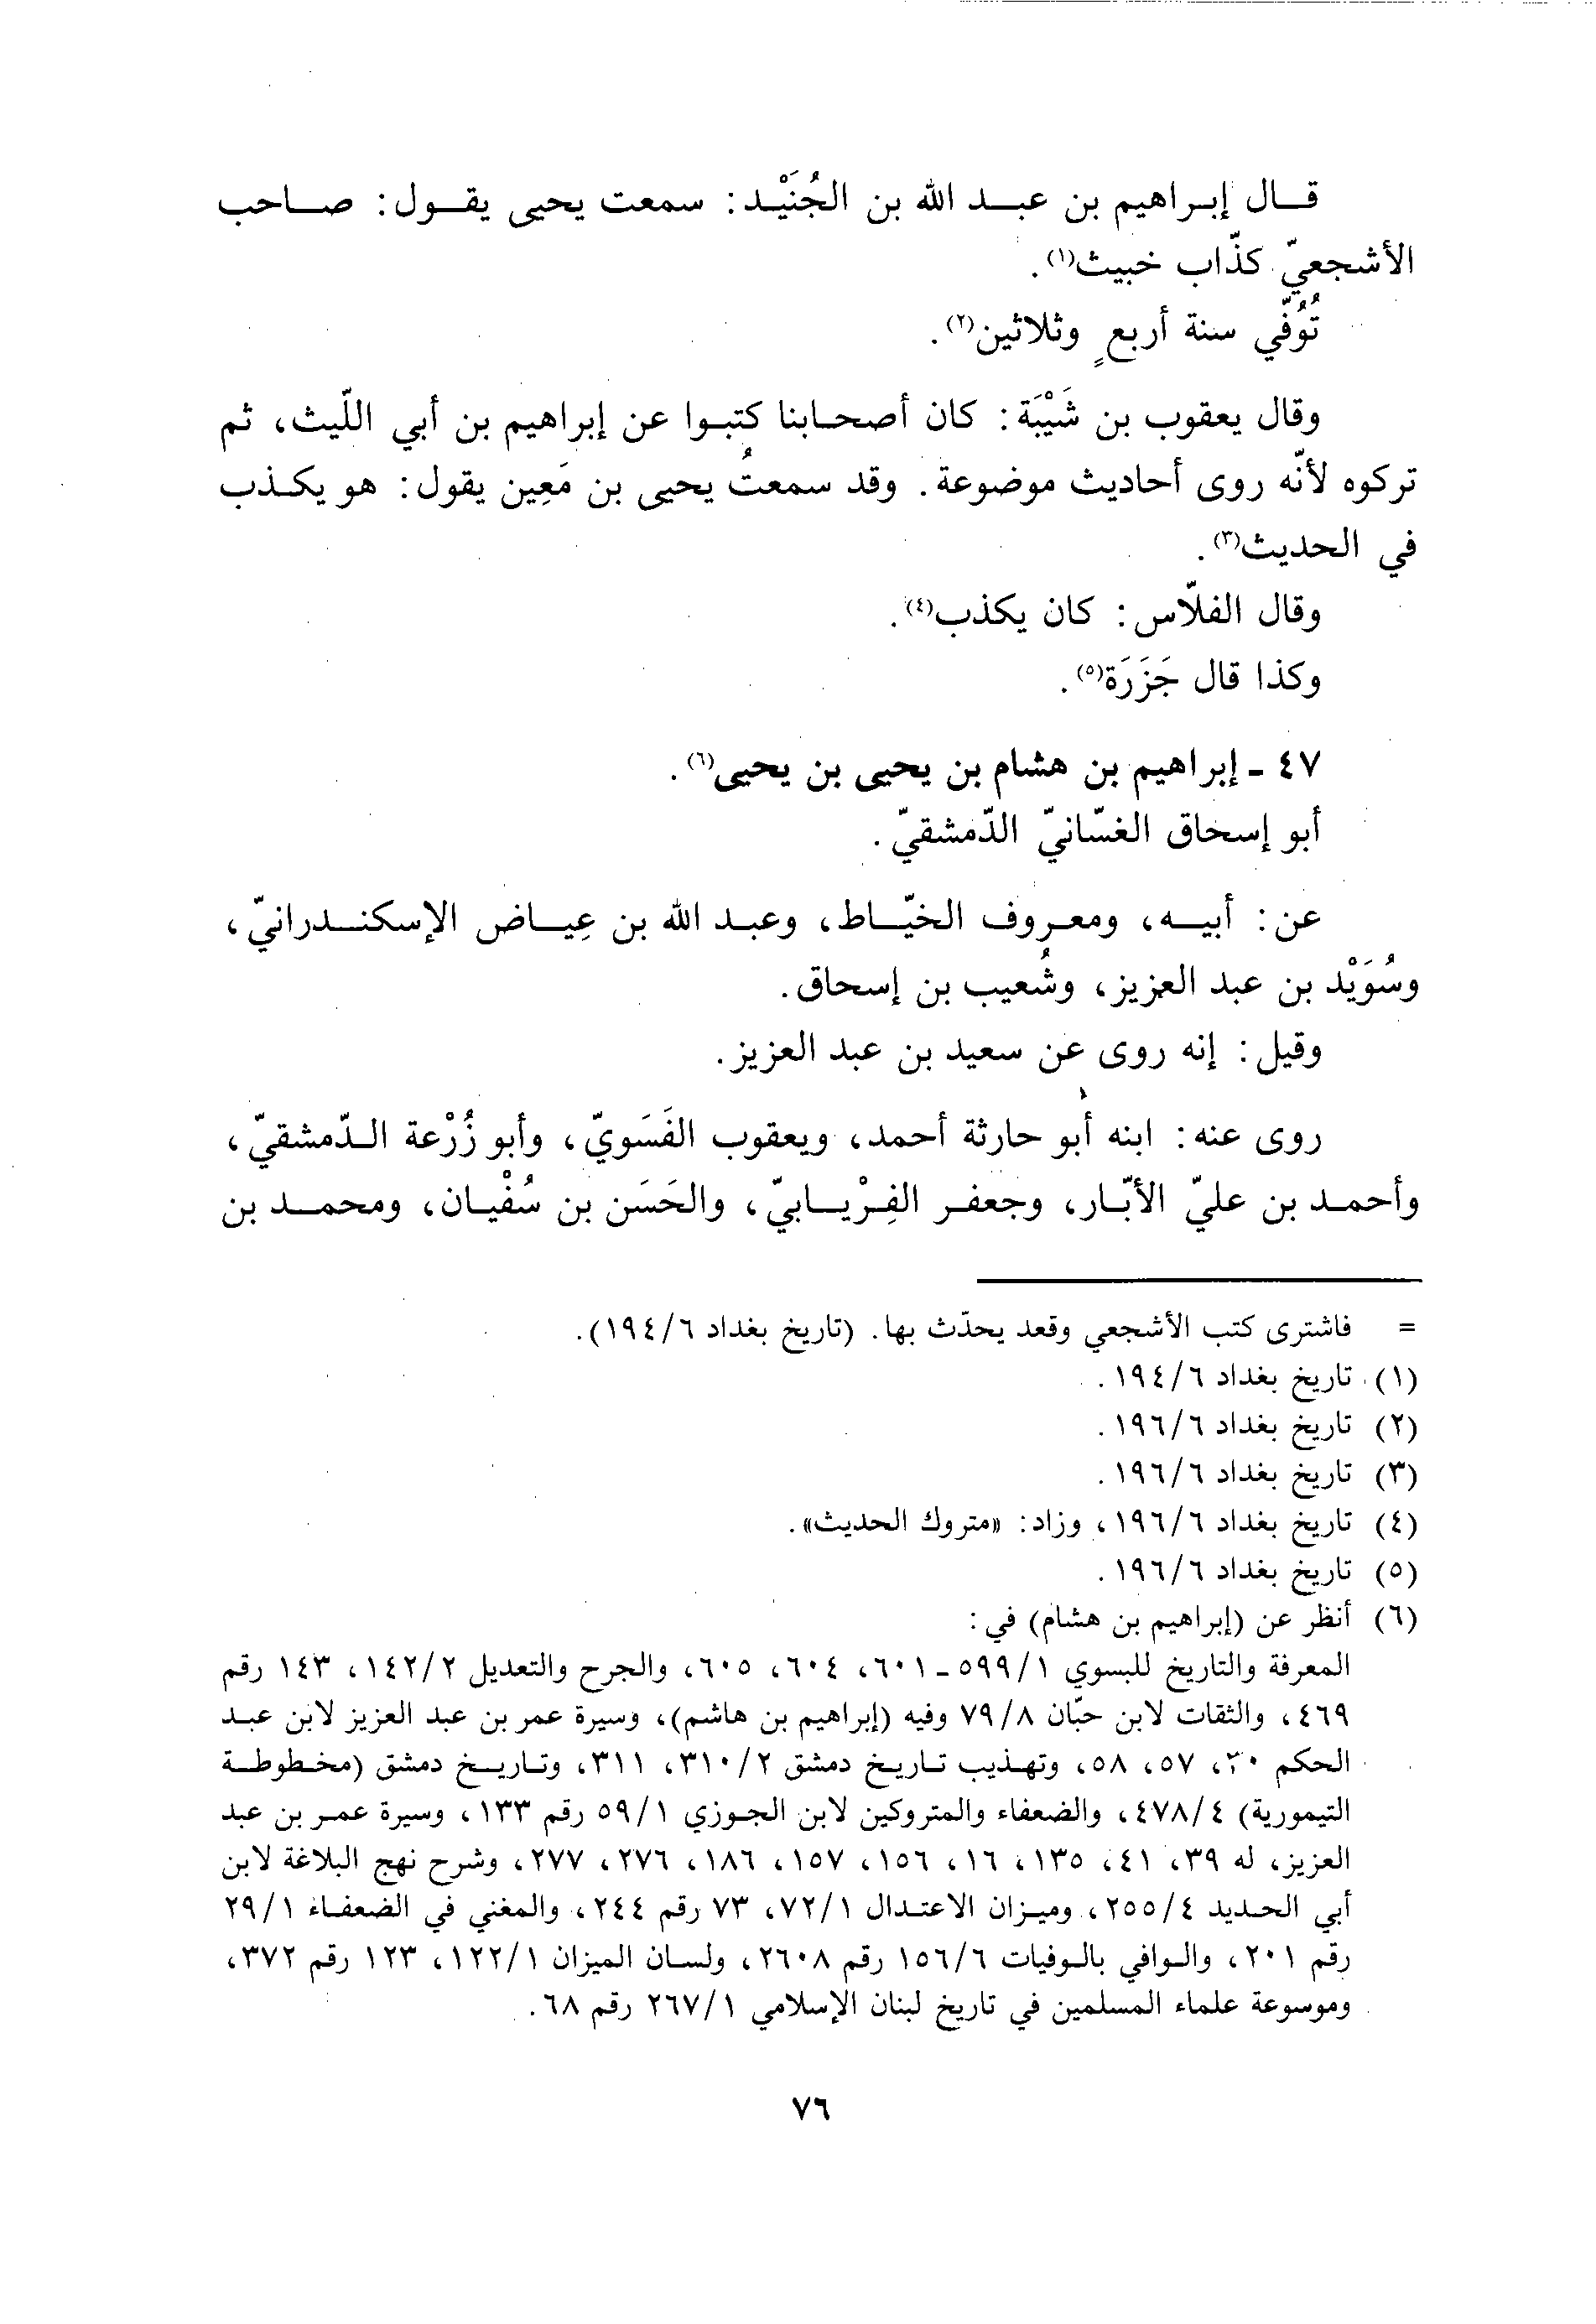 قال إبراهيم بن عبد الله بن الجُنَيْد: سمعت يحيى يقول: صاحب
الأشجعيّ كذّاب خبيث(١).
تُوُفّي سنة أربعٍ وثلاثين(٢).
وقال يعقوب بن شَيْبَة: كان أصحابنا كتبوا عن إبراهيم بن أبي اللّيث، ثم
تركوه لأنّه روى أحاديث موضوعة. وقد سمعتُ يحيى بن مَعِين يقول: هو يكذب
في الحديث(٣).
وقال الفلّاس: كان يكذب(٤).
وكذا قال جَزَرَة(٥).
٤٧ - إبراهيم بن هشام بن يحيى بن يحيى(٦).
أبو إسحاق الغسّانيّ الدّمشقيّ.
عن: أبيه، ومعروف الخيّاط، وعبد الله بن عِياض الإسكندرانيّ،
وسُوَيْد بن عبد العزيز، وشُعيب بن إسحاق.
وقيل: إنه روى عن سعيد بن عبد العزيز.
روى عنه: ابنه أبو حارثة أحمد، ويعقوب الفَسَويّ، وأبو زُرْعة الدّمشقيّ،
وأحمد بن عليّ الأبّار، وجعفر الفِرْيابيّ، والحَسَن بن سُفْيان، ومحمد بن
= فاشترى كتب الأشجعي وقعد يحدّث بها. (تاريخ بغداد ١٩٤/٦).
(١) تاريخ بغداد ١٩٤/٦.
(٢) تاريخ بغداد ١٩٦/٦.
(٣) تاريخ بغداد ١٩٦/٦.
(٤) تاريخ بغداد ١٩٦/٦، وزاد: «متروك الحديث».
(٥) تاريخ بغداد ١٩٦/٦.
(٦) أنظر عن (إبراهيم بن هشام) في:
المعرفة والتاريخ للبسوي ٥٩٩/١ - ٦٠١، ٦٠٤، ٦٠٥، والجرح والتعديل ١٤٢/٢، ١٤٣ رقم
٤٦٩، والثقات لابن حبّان ٧٩/٨ وفيه (إبراهيم بن هاشم)، وسيرة عمر بن عبد العزيز لابن عبد
الحكم ٥٧، ٥٨، وتهذيب تاريخ دمشق ٣١٠/٢، ٣١١، وتاريخ دمشق (مخطوطة
التيمورية) ٤٧٨/٤، والضعفاء والمتروكين لابن الجوزي ٥٩/١ رقم ١٣٣، وسيرة عمر بن عبد
العزيز، له ٣٩، ٤١، ١٣٥، ١٦، ١٥٦، ١٥٧، ١٨٦، ٢٧٦، ٢٧٧، وشرح نهج البلاغة لابن
أبي الحديد ٢٥٥/٤، وميزان الاعتدال ٧٢/١، ٧٣ رقم ٢٤٤، والمغني في الضعفاء ٢٩/١
رقم ٢٠١، والوافي بالوفيات ١٥٦/٦ رقم ٢٦٠٨، ولسان الميزان ١٢٢/١، ١٢٣ رقم ٣٧٢،
وموسوعة علماء المسلمين في تاريخ لبنان الإسلامي ٢٦٧/١ رقم ٦٨.
٧٦